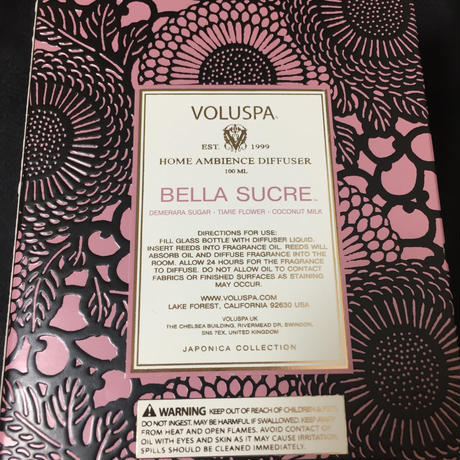 VOLUSPA
EST. 1999
HOME AMBIENCE DIFFUSER
100 ML
BELLA SUCRE™
DEMERARA SUGAR · TIARE FLOWER · COCONUT MILK
DIRECTIONS FOR USE:
FILL GLASS BOTTLE WITH DIFFUSER LIQUID.
INSERT REEDS INTO FRAGRANCE OIL. REEDS WILL
ABSORB OIL AND DIFFUSE FRAGRANCE INTO THE
ROOM. ALLOW 24 HOURS FOR THE FRAGRANCE
TO DIFFUSE. DO NOT ALLOW OIL TO CONTACT
FABRICS OR FINISHED SURFACES AS STAINING
MAY OCCUR.
WWW.VOLUSPA.COM
LAKE FOREST, CALIFORNIA 92630 USA
VOLUSPA UK
THE CHELSEA BUILDING, RIVERMEAD DR, SWINDON,
SN5 7EX, UNITED KINGDOM
JAPONICA COLLECTION
WARNING KEEP OUT OF REACH OF CHILDREN & PETS
DO NOT INGEST. MAY BE HARMFUL IF SWALLOWED. KEEP AWAY
FROM HEAT AND OPEN FLAMES. AVOID CONTACT OF
OIL WITH EYES AND SKIN AS IT MAY CAUSE IRRITATION
SPILLS SHOULD BE CLEANED IMMEDIATELY.